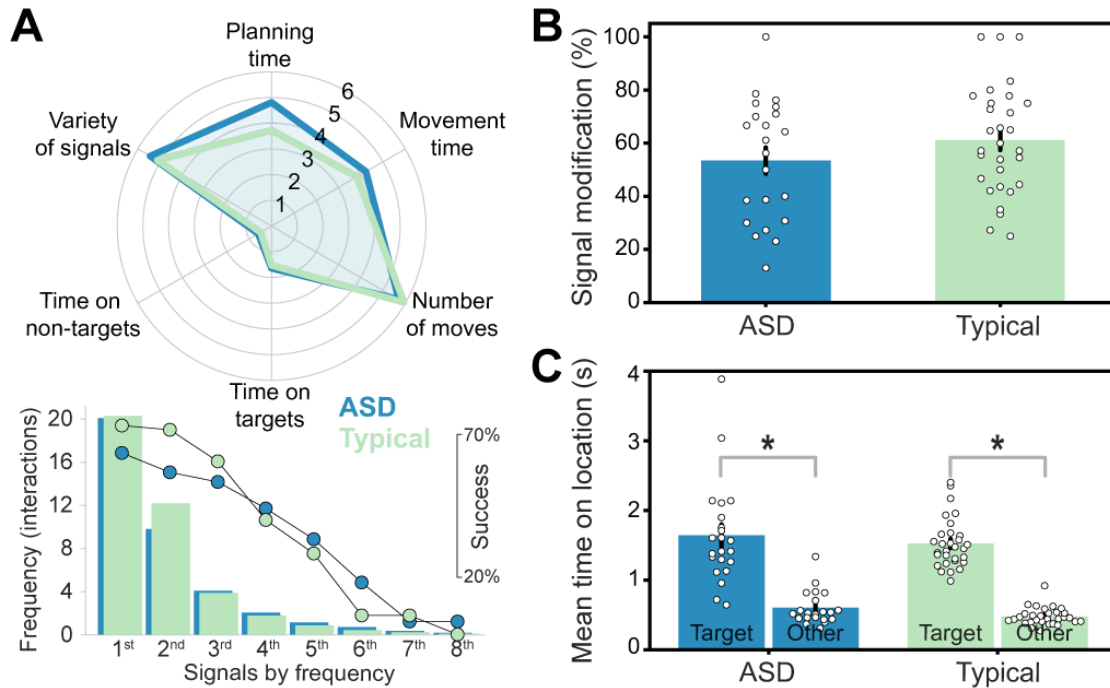 A
Planning
time
Variety
of signals
6
5
4
3
2
1
Movement
time
Time on
non-targets
Number
of moves
Time on
targets
ASD
Typical
Frequency (interactions)
20
16
12
8
4
0
70%
Success
20%
1st 2nd 3rd 4th 5th 6th 7th 8th
Signals by frequency
B
Signal modification (%)
100
80
60
40
20
0
ASD Typical
C
Mean time on location (s)
4
3
2
1
0
* *
Target Other Target Other
ASD Typical